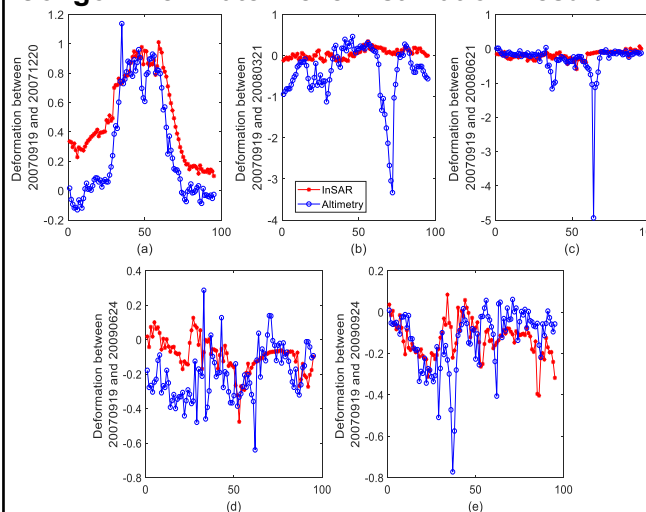 Deformation between
20070919 and 20071220
1.2
1
0.8
0.6
0.4
0.2
0
-0.2
0
50
100
(a)
Deformation between
20070919 and 20080321
1
0
-1
-2
-3
-4
0
50
100
InSAR
Altimetry
(b)
Deformation between
20070919 and 20080621
1
0
-1
-2
-3
-4
-5
0
50
(c)
Deformation between
20070919 and 20090624
0.4
0.2
0
-0.2
-0.4
-0.6
-0.8
0
50
100
(d)
Deformation between
20070919 and 20090924
0.2
0
-0.2
-0.4
-0.6
-0.8
0
50
100
(e)